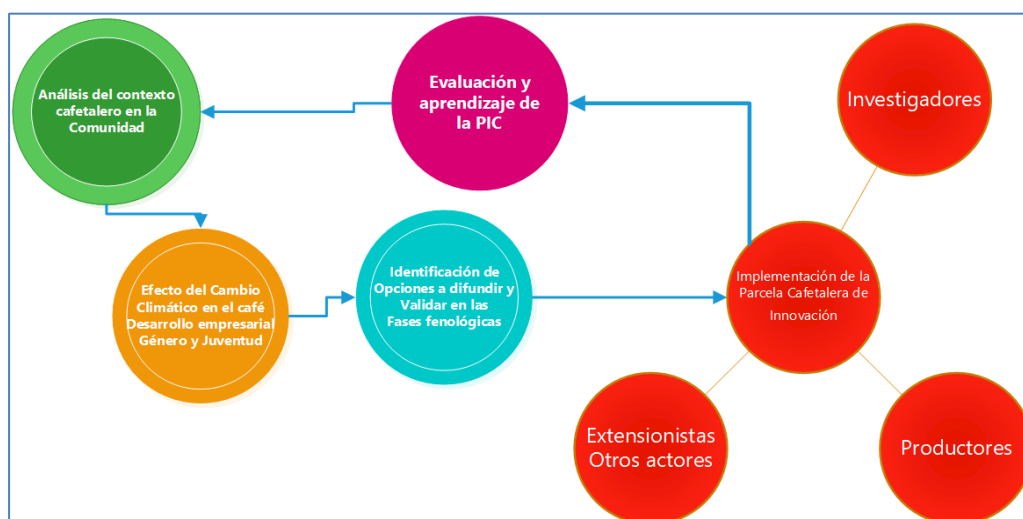 Análisis del contexto
cafetalero en la
Comunidad
Evaluación y
aprendizaje de
la PIC
Investigadores
Efecto del Cambio
Climático en el café
Desarrollo empresarial
Género y Juventud
Identificación de
Opciones a difundir y
Validar en las
Fases fenológicas
Implementación de la
Parcela Cafetalera de
Innovación
Extensionistas
Otros actores
Productores